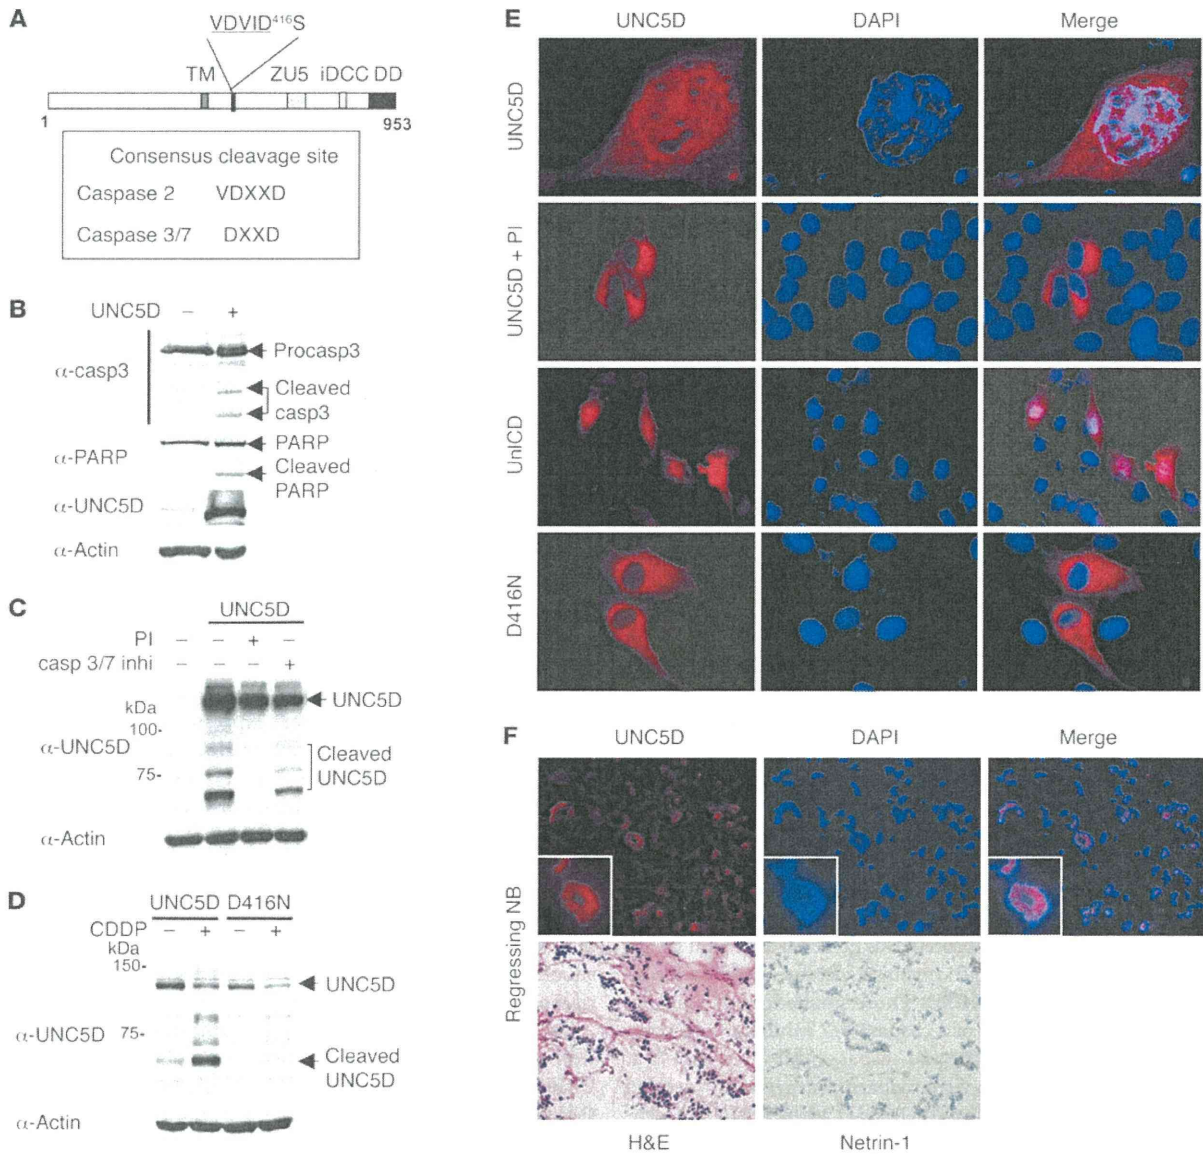 A
VDVID416S
TM ZU5 iDCC DD
1 953
Consensus cleavage site
Caspase 2 VDXXD
Caspase 3/7 DXXD
B
UNC5D – +
α-casp3
Procasp3
Cleaved
casp3
α-PARP
PARP
Cleaved
PARP
α-UNC5D
α-Actin
C
UNC5D
PI – – + –
casp 3/7 inhi – – – +
kDa
100-
75-
α-UNC5D
UNC5D
Cleaved
UNC5D
α-Actin
D
UNC5D D416N
CDDP – + – +
kDa
150-
75-
α-UNC5D
UNC5D
Cleaved
UNC5D
α-Actin
E
UNC5D DAPI Merge
UNC5D
UNC5D + PI
UnICD
D416N
F
UNC5D DAPI Merge
Regressing NB
H&E Netrin-1